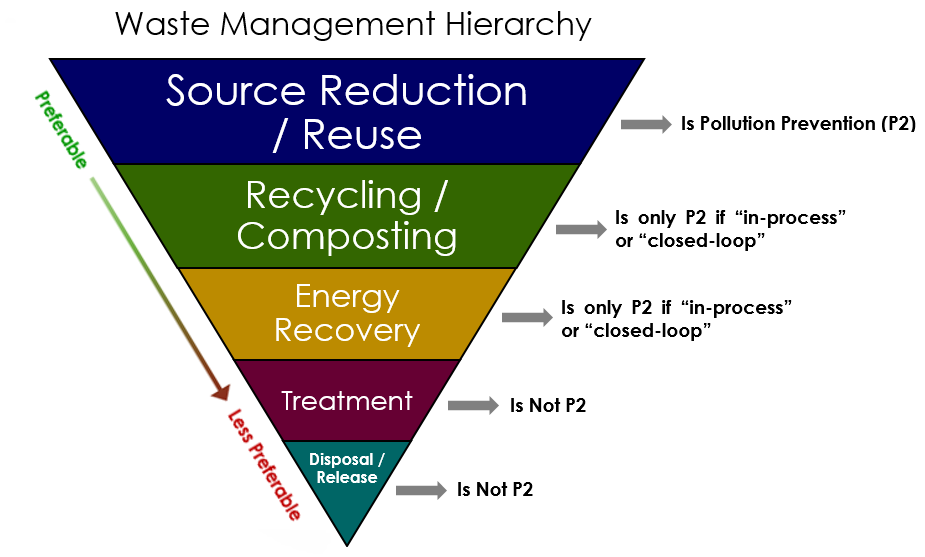 Waste Management Hierarchy
Preferable
Source Reduction
/ Reuse
Is Pollution Prevention (P2)
Recycling /
Composting
Is only P2 if “in-process”
or “closed-loop”
Energy
Recovery
Is only P2 if “in-process”
or “closed-loop”
Treatment
Is Not P2
Less Preferable
Disposal /
Release
Is Not P2